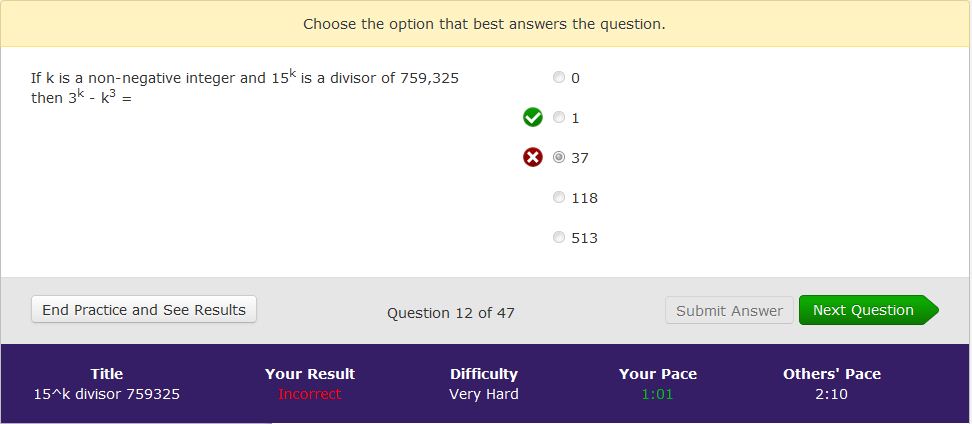 Choose the option that best answers the question.
If k is a non-negative integer and 15^k is a divisor of 759,325
then 3^k - k^3 =
0
1
37
118
513
End Practice and See Results
Question 12 of 47
Submit Answer
Next Question
Title Your Result Difficulty Your Pace Others' Pace
15^k divisor 759325 Incorrect Very Hard 1:01 2:10